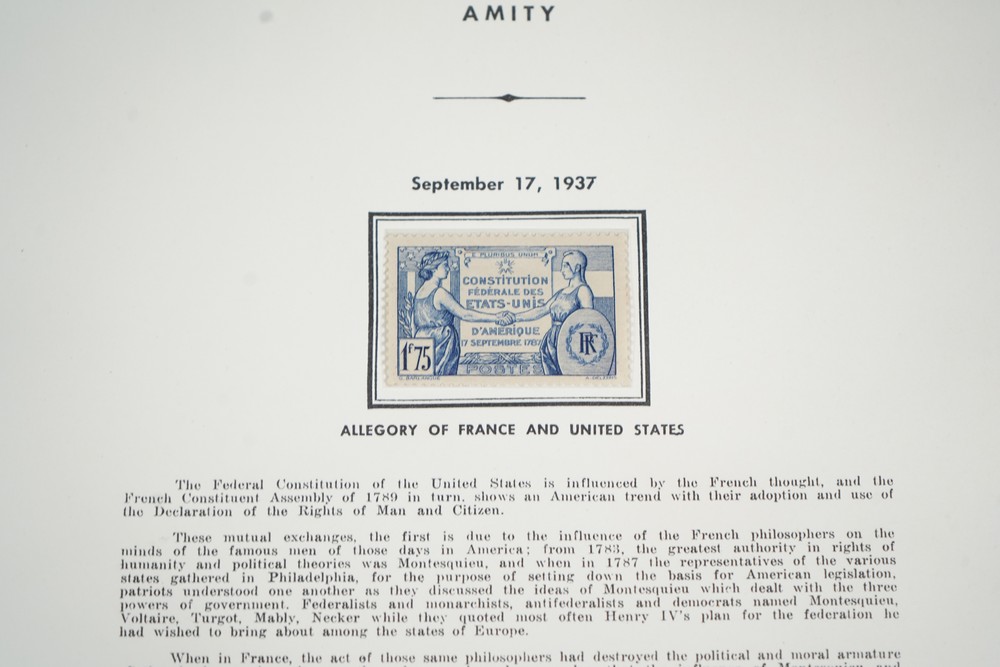 AMITY
September 17, 1937
E PLURIBUS UNUM
CONSTITUTION
FÉDÉRALE DES
ETATS-UNIS
D'AMÉRIQUE
17 SEPTEMBRE 1787
RF
1F75
POSTES
ALLEGORY OF FRANCE AND UNITED STATES
The Federal Constitution of the United States is influenced by the French thought, and the
French Constituent Assembly of 1789 in turn. shows an American trend with their adoption and use of
the Declaration of the Rights of Man and Citizen.
These mutual exchanges, the first is due to the influence of the French philosophers on the
minds of the famous men of those days in America; from 1783, the greatest authority in rights of
humanity and political theories was Montesquieu, and when in 1787 the representatives of the various
states gathered in Philadelphia, for the purpose of setting down the basis for American legislation,
patriots understood one another as they discussed the ideas of Montesquieu which dealt with the three
powers of government. Federalists and monarchists, antifederalists and democrats named Montesquieu,
Voltaire, Turgot, Mably, Necker while they quoted most often Henry IV's plan for the federation he
had wished to bring about among the states of Europe.
When in France, the act of those same philosophers had destroyed the political and moral armature